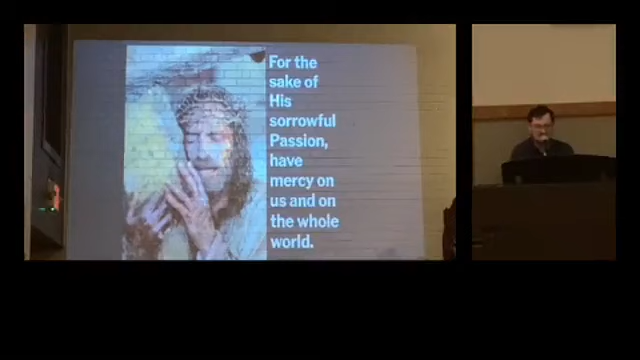 For the
sake of
His
sorrowful
Passion,
have
mercy on
us and on
the whole
world.